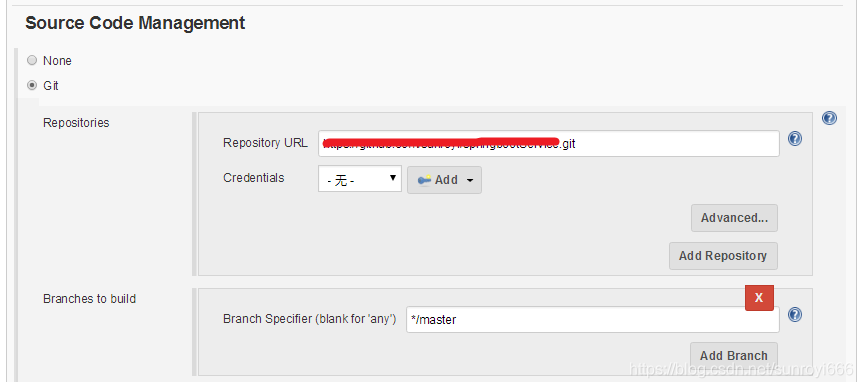 Source Code Management
None
Git
Repositories
Repository URL
.git
Credentials
- 无 -
Add
Advanced...
Add Repository
Branches to build
X
Branch Specifier (blank for 'any')
*/master
Add Branch
https://blog.csdn.net/sunroyi666